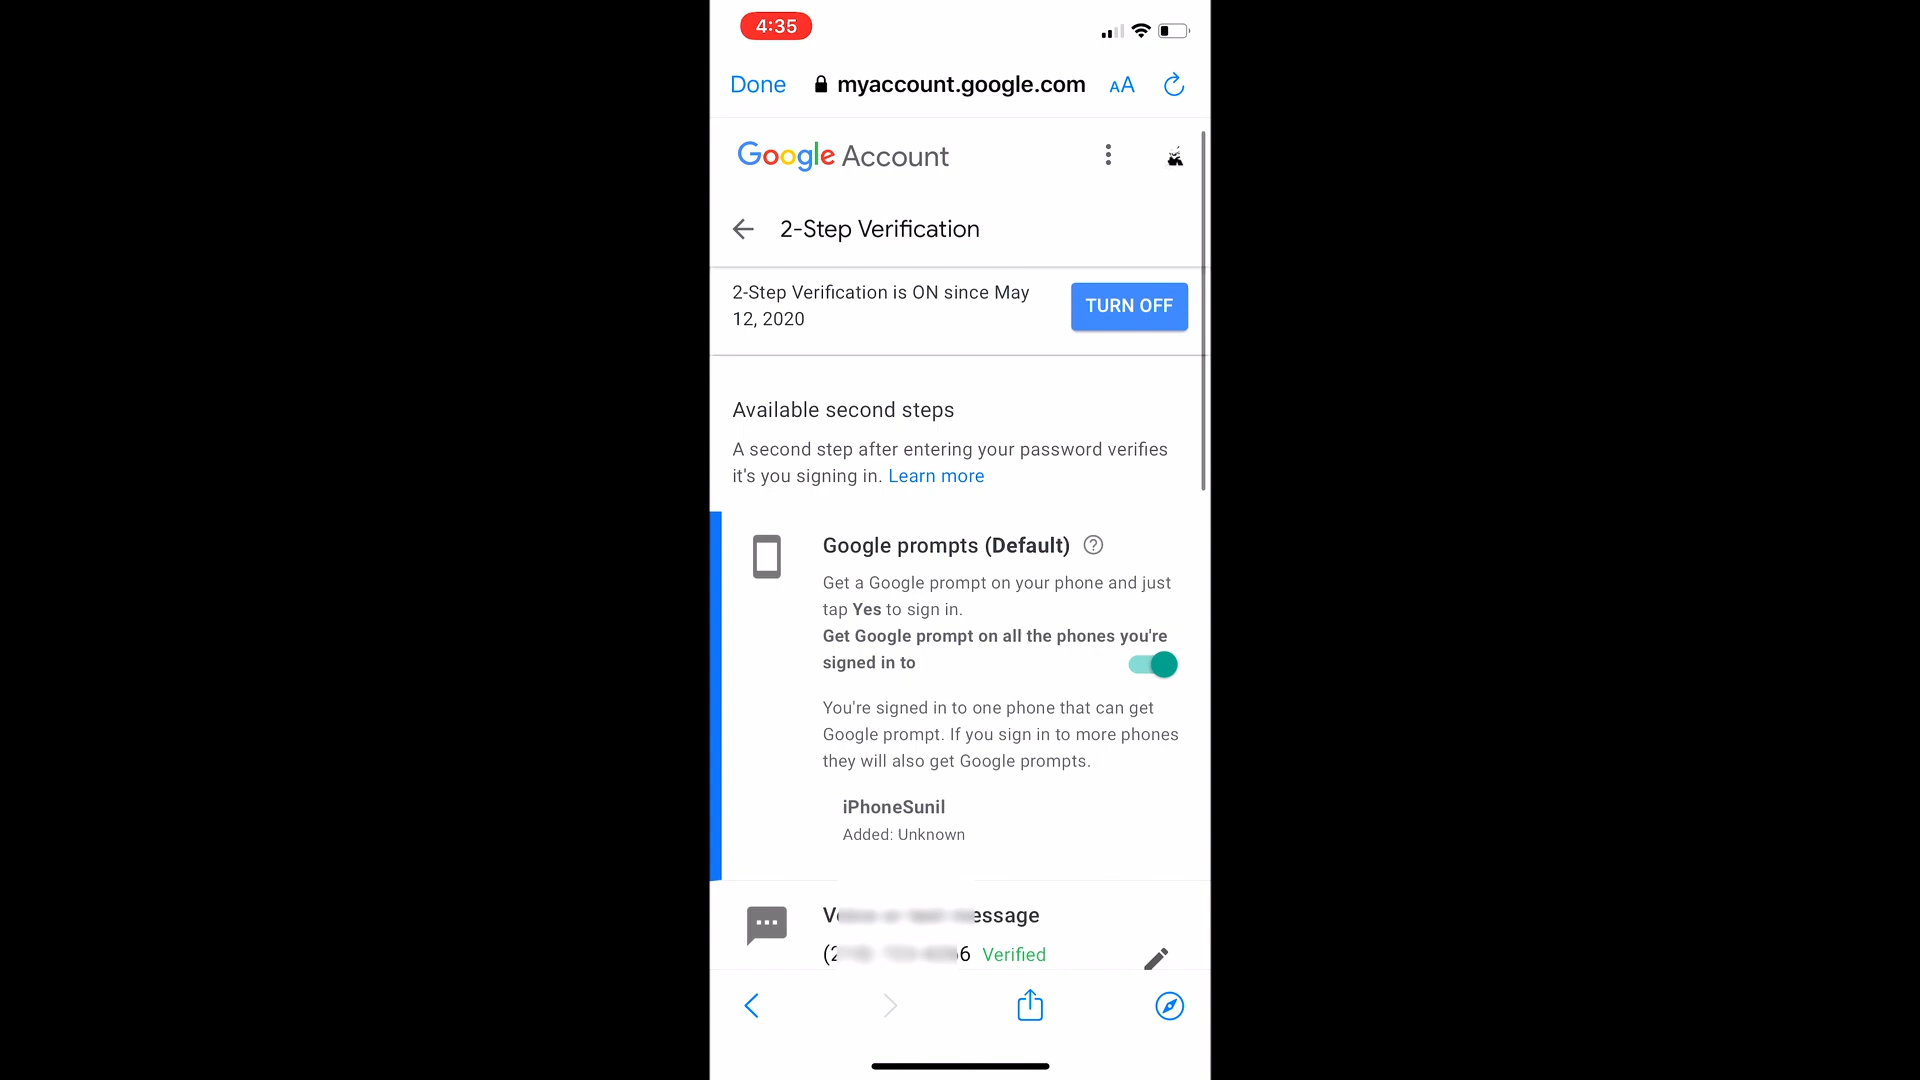 4:35
Done myaccount.google.com AA
Google Account
2-Step Verification
2-Step Verification is ON since May
12, 2020
TURN OFF
Available second steps
A second step after entering your password verifies
it's you signing in. Learn more
Google prompts (Default)
Get a Google prompt on your phone and just
tap Yes to sign in.
Get Google prompt on all the phones you're
signed in to
You're signed in to one phone that can get
Google prompt. If you sign in to more phones
they will also get Google prompts.
iPhoneSunil
Added: Unknown
Verified